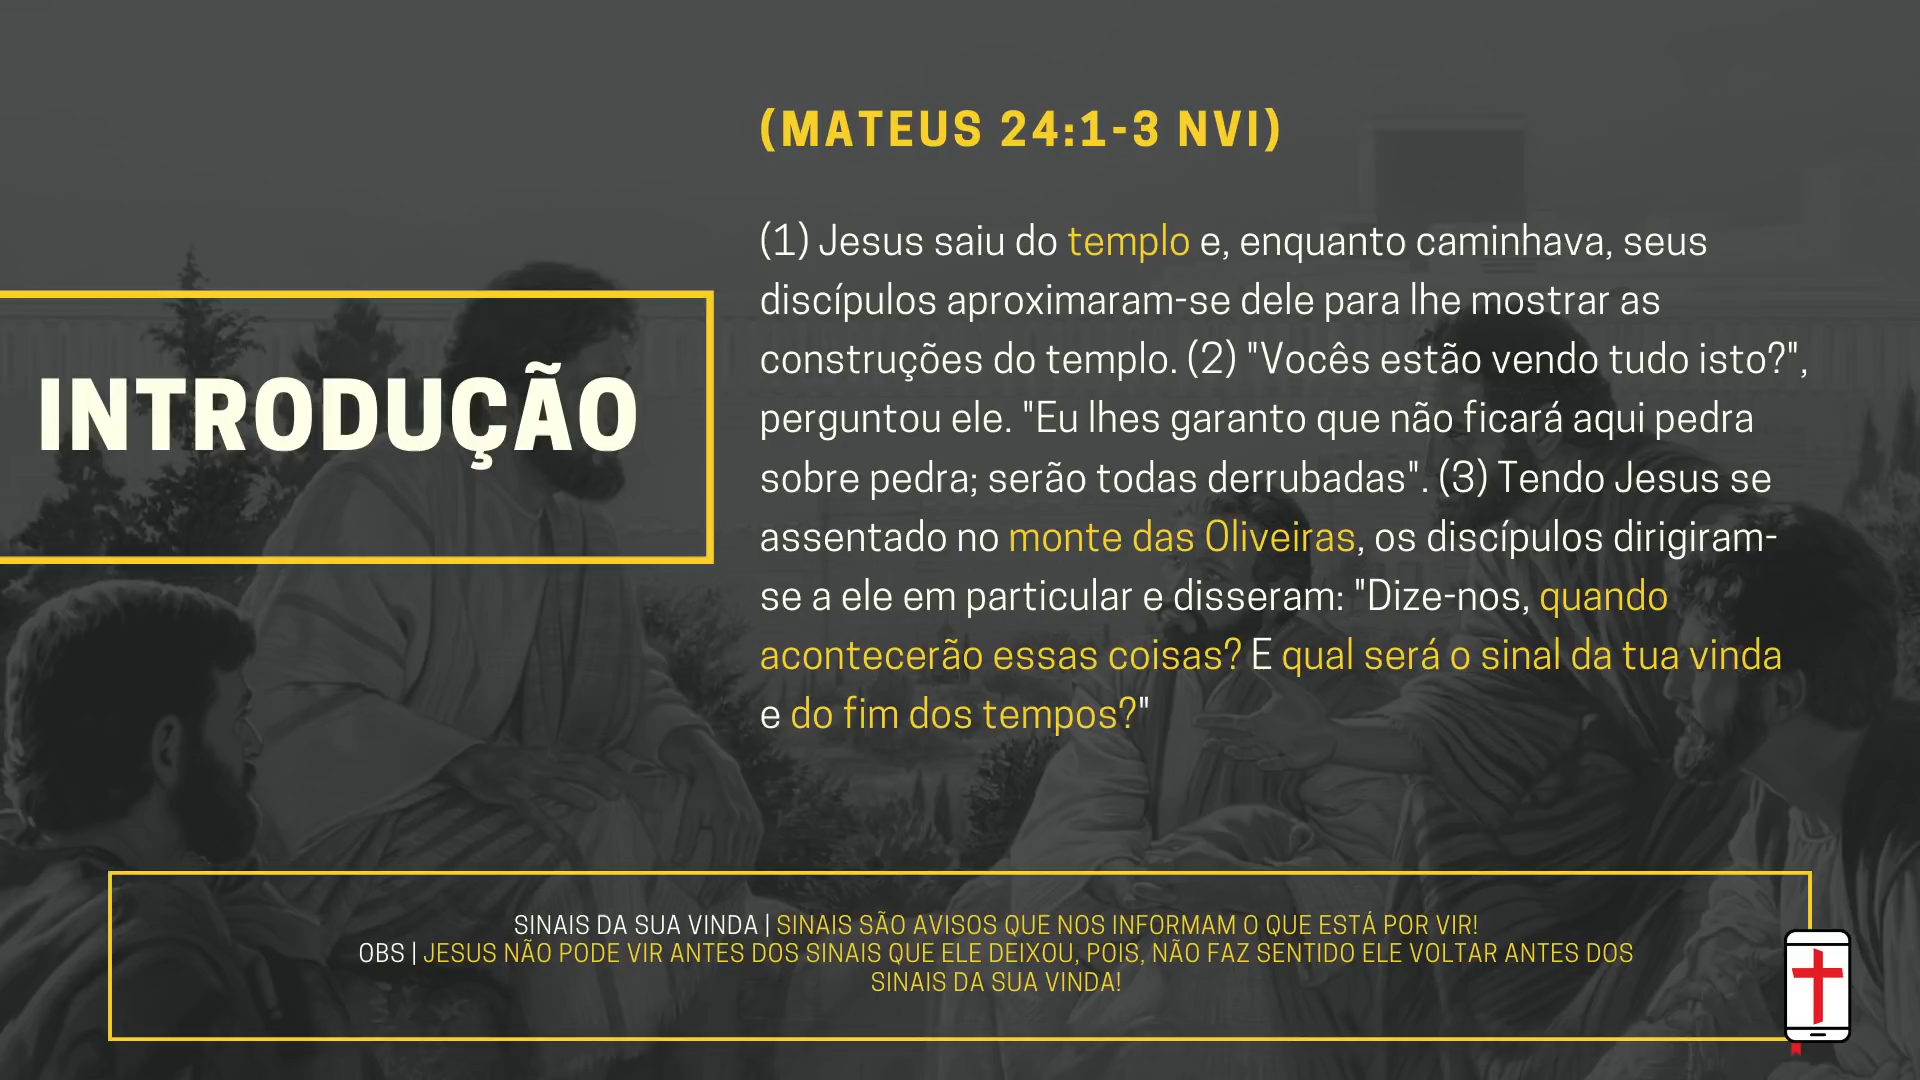 (MATEUS 24:1-3 NVI)
(1) Jesus saiu do templo e, enquanto caminhava, seus
discípulos aproximaram-se dele para lhe mostrar as
construções do templo. (2) "Vocês estão vendo tudo isto?",
perguntou ele. "Eu lhes garanto que não ficará aqui pedra
sobre pedra; serão todas derrubadas". (3) Tendo Jesus se
assentado no monte das Oliveiras, os discípulos dirigiram-
se a ele em particular e disseram: "Dize-nos, quando
acontecerão essas coisas? E qual será o sinal da tua vinda
e do fim dos tempos?"
INTRODUÇÃO
SINAIS DA SUA VINDA | SINAIS SÃO AVISOS QUE NOS INFORMAM O QUE ESTÁ POR VIR!
OBS | JESUS NÃO PODE VIR ANTES DOS SINAIS QUE ELE DEIXOU, POIS, NÃO FAZ SENTIDO ELE VOLTAR ANTES DOS
SINAIS DA SUA VINDA!